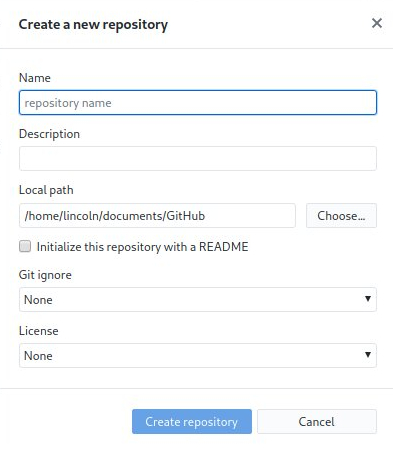 Create a new repository
Name
repository name
Description
Local path
/home/lincoln/documents/GitHub
Choose...
Initialize this repository with a README
Git ignore
None
License
None
Create repository
Cancel